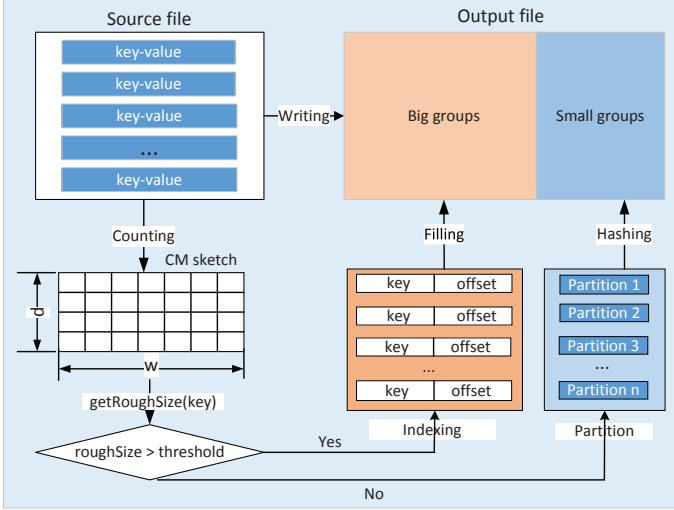 Source file
Output file
key-value
key-value
key-value
...
key-value
Writing
Big groups
Small groups
Counting
Filling
Hashing
CM sketch
d
w
key offset
key offset
key offset
...
key offset
Partition 1
Partition 2
Partition 3
...
Partition n
getRoughSize(key)
roughSize > threshold
Yes
Indexing
Partition
No